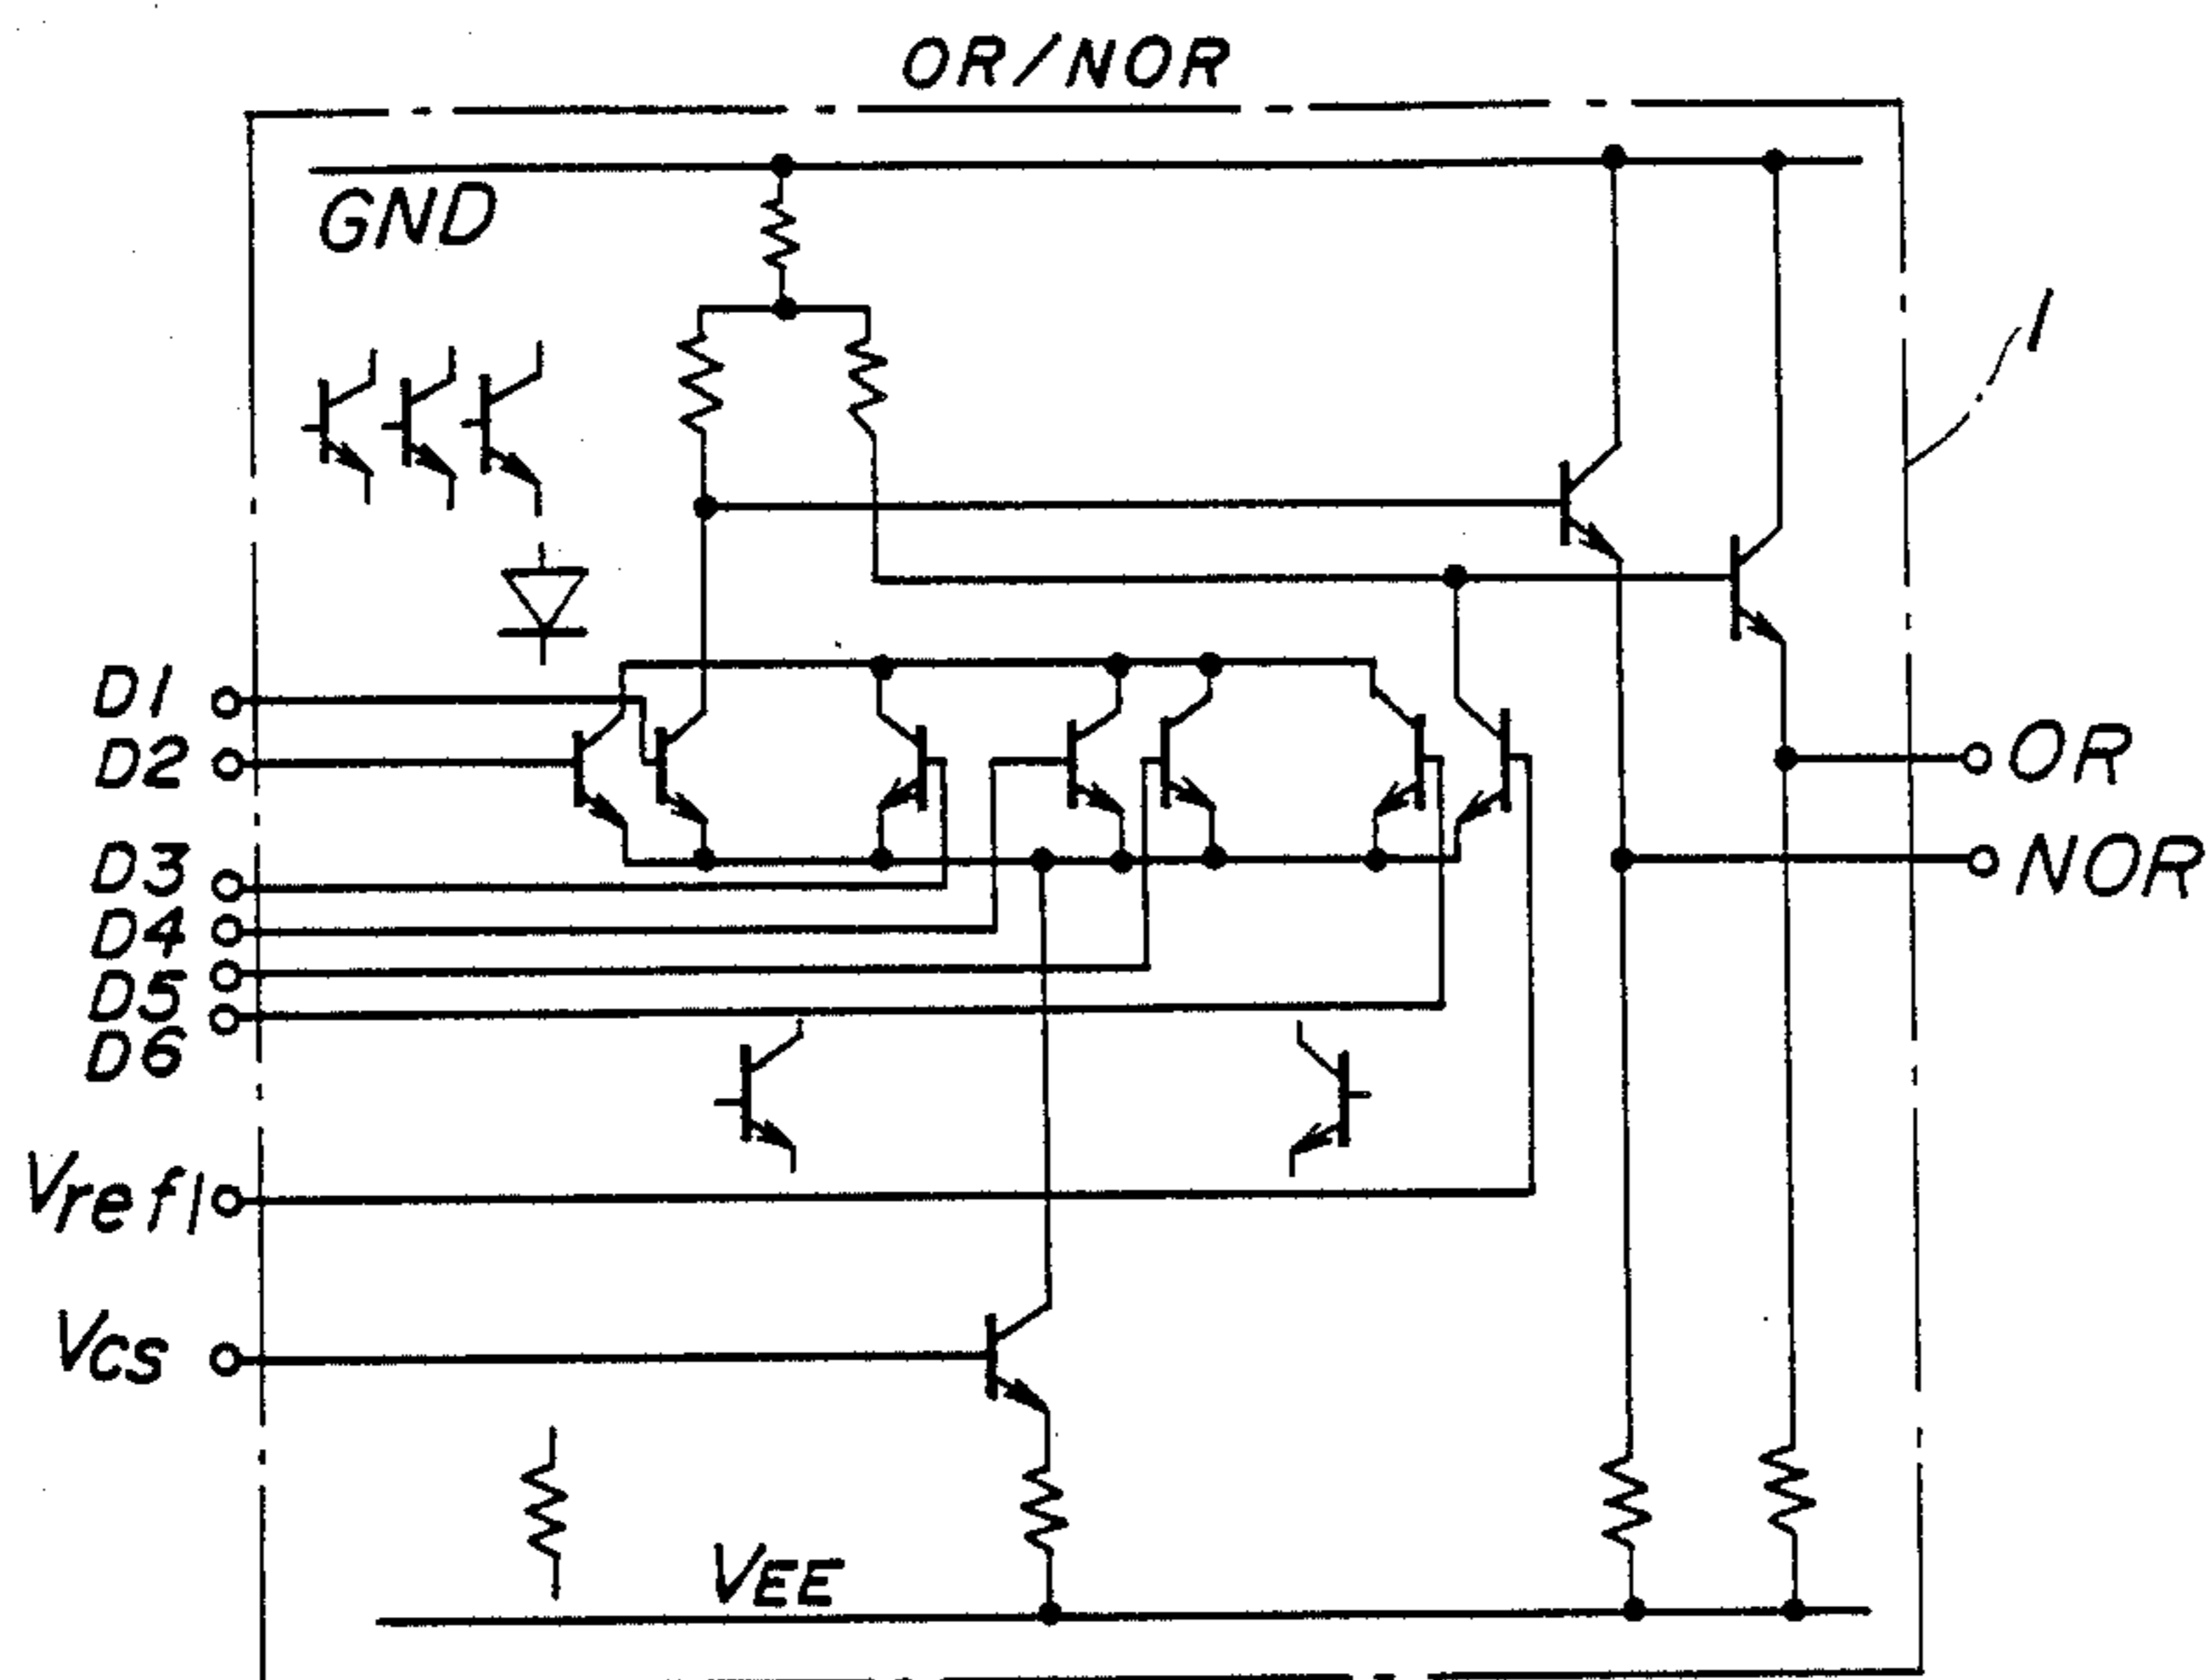 OR/NOR
GND
1
D1
D2
OR
D3
NOR
D4
D5
D6
Vref1
VCS
VEE